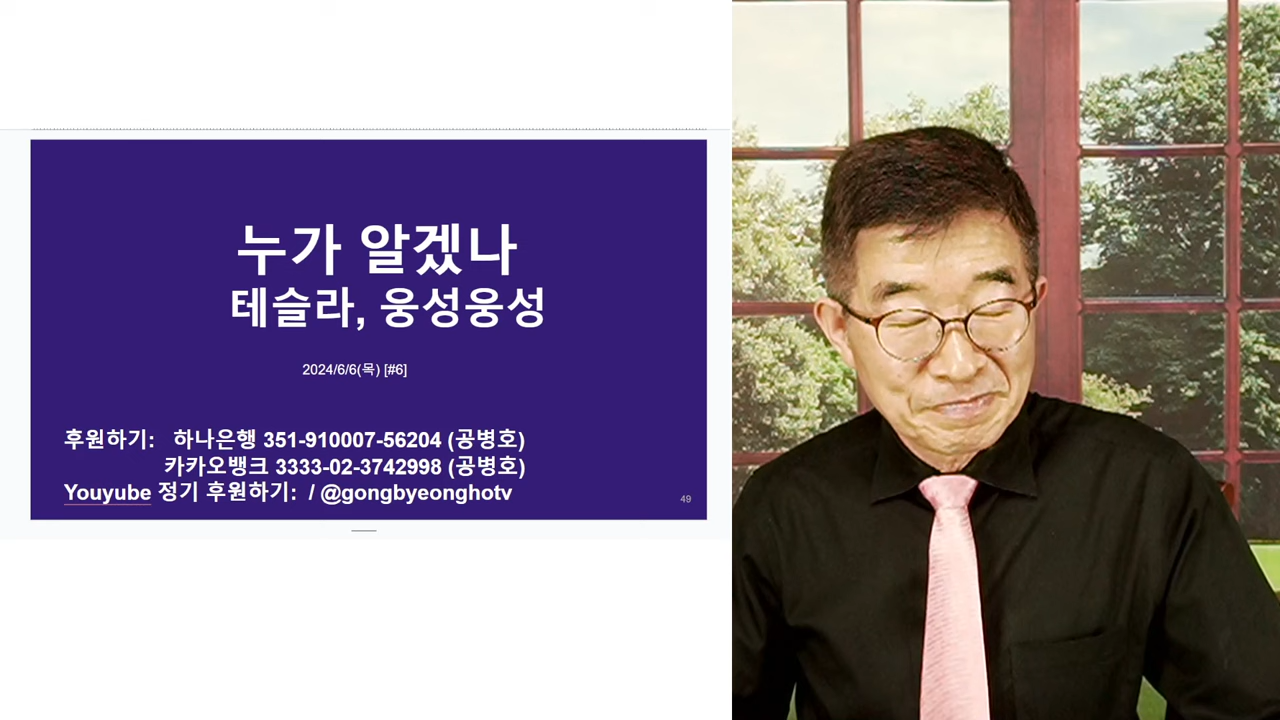 누가 알겠나
테슬라, 웅성웅성
2024/6/6(목) [#6]
후원하기: 하나은행 351-910007-56204 (공병호)
카카오뱅크 3333-02-3742998 (공병호)
Youyube 정기 후원하기: / @gongbyeonghotv
49